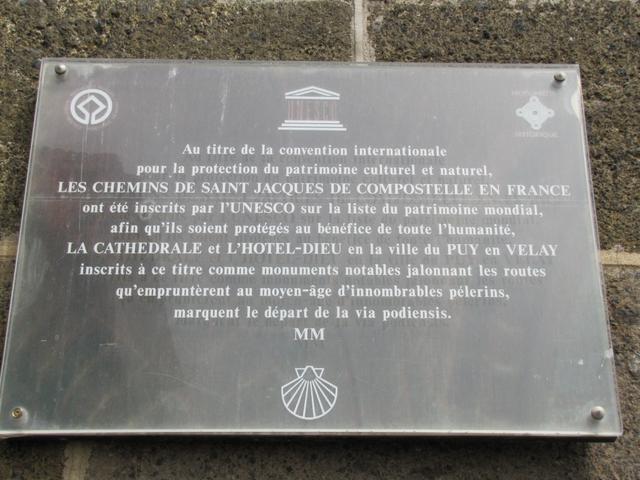 UNESCO
MONUMENT
HISTORIQUE
Au titre de la convention internationale
pour la protection du patrimoine culturel et naturel,
LES CHEMINS DE SAINT JACQUES DE COMPOSTELLE EN FRANCE
ont été inscrits par l'UNESCO sur la liste du patrimoine mondial,
afin qu'ils soient protégés au bénéfice de toute l'humanité,
LA CATHEDRALE et L'HOTEL-DIEU en la ville du PUY en VELAY
inscrits à ce titre comme monuments notables jalonnant les routes
qu'empruntèrent au moyen-âge d'innombrables pélerins,
marquent le départ de la via podiensis.
MM